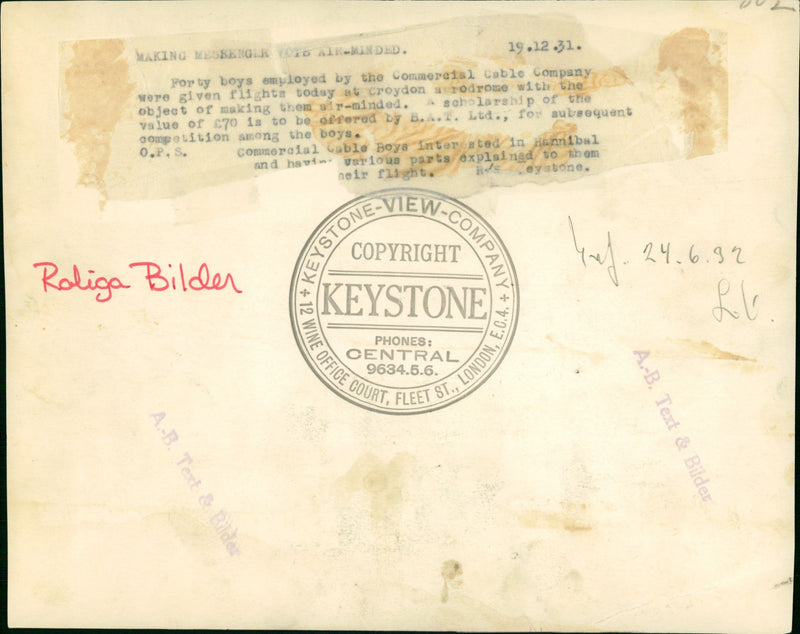 MAKING MESSENGER BOYS AIR-MINDED. 19.12.31.
Forty boys employed by the Commercial Cable Company
were given flights today at Croydon aerodrome with the
object of making them air-minded. A scholarship of the
value of £70 is to be offered by B.A.T. Ltd., for subsequent
competition among the boys.
O.P.S. Commercial Cable Boys interested in Hannibal
and having various parts explained to them
heir flight. eystone.
KEYSTONE-VIEW-COMPANY
COPYRIGHT
KEYSTONE
PHONES:
CENTRAL
9634.5.6.
+ 12 WINE OFFICE COURT, FLEET ST., LONDON, E.C.4. +
Roliga Bilder
24.6.32
A.-B. Text & Bilder
A.-B. Text & Bilder